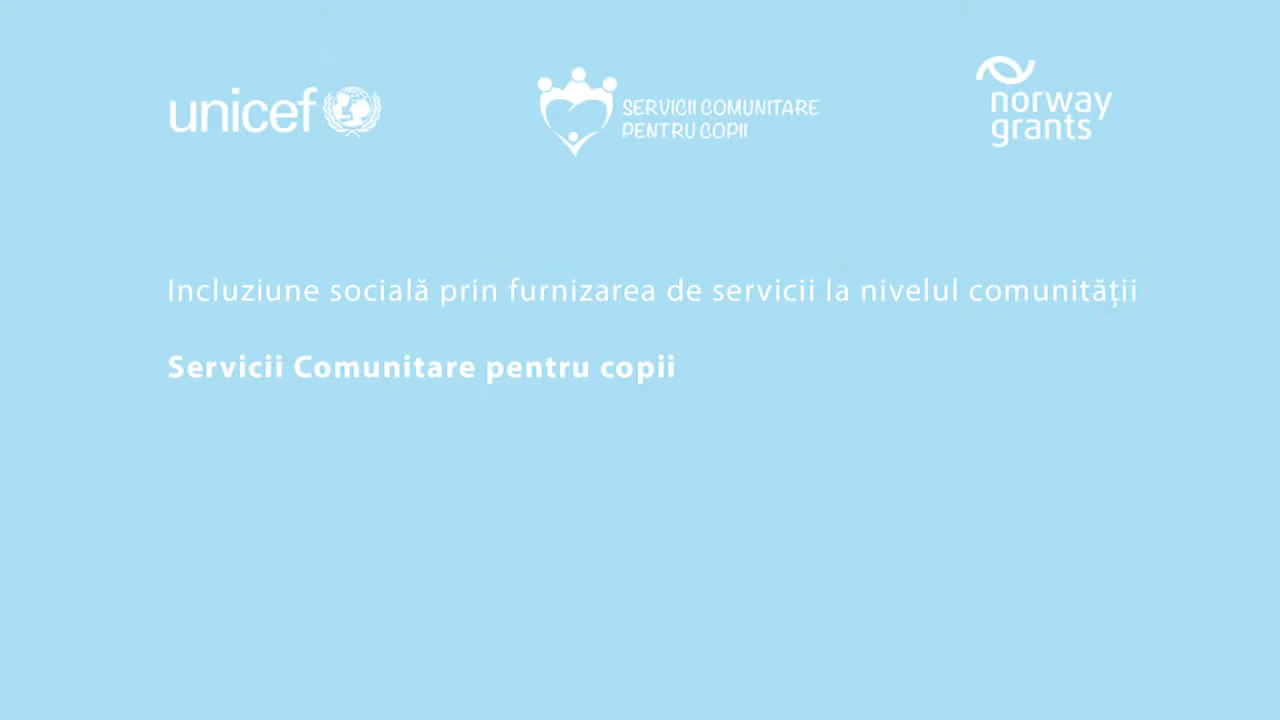 unicef
SERVICII COMUNITARE
PENTRU COPII
norway
grants
Incluziune socială prin furnizarea de servicii la nivelul comunității
Servicii Comunitare pentru copii